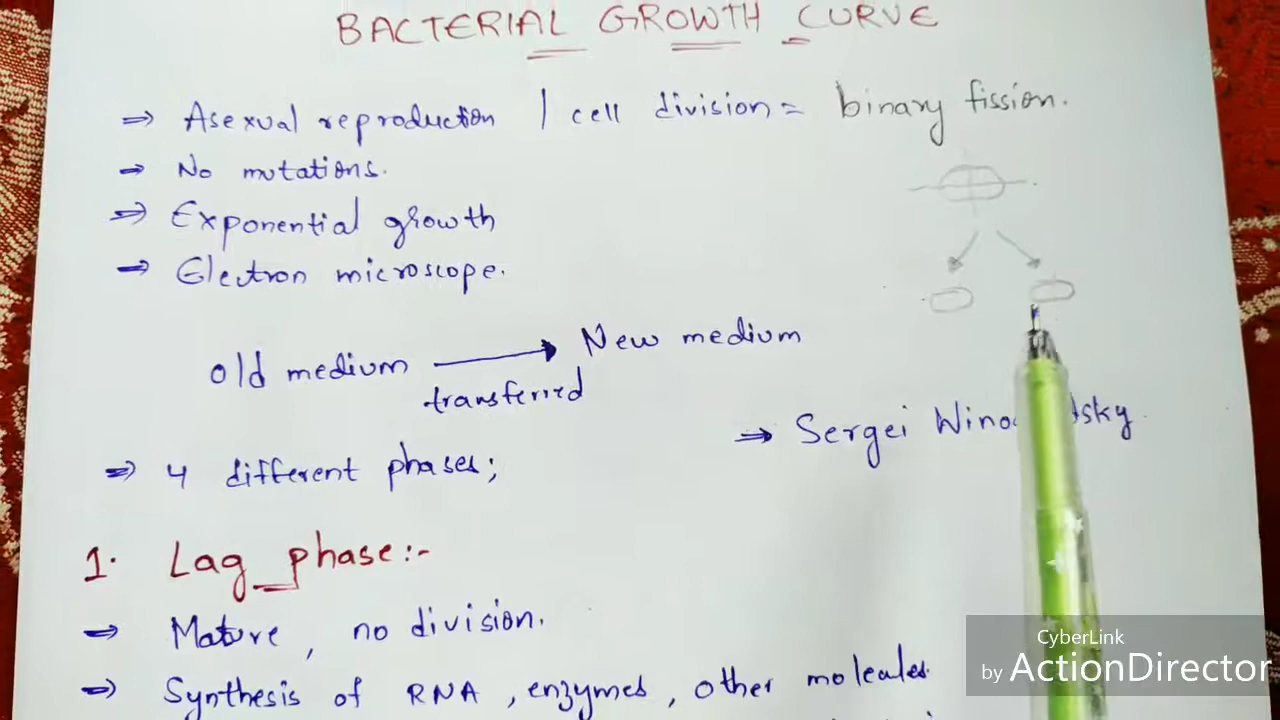 BACTERIAL GROWTH CURVE
⇒ Asexual reproduction / cell division = binary fission.
→ No mutations.
⇒ Exponential growth
→ Electron microscope.
old medium → New medium
transferred
→ Sergei
⇒ 4 different phases;
1. Lag phase:-
⇒ Mature, no division.
⇒ Synthesis of RNA, enzymes, other moleales.
CyberLink
by ActionDirector